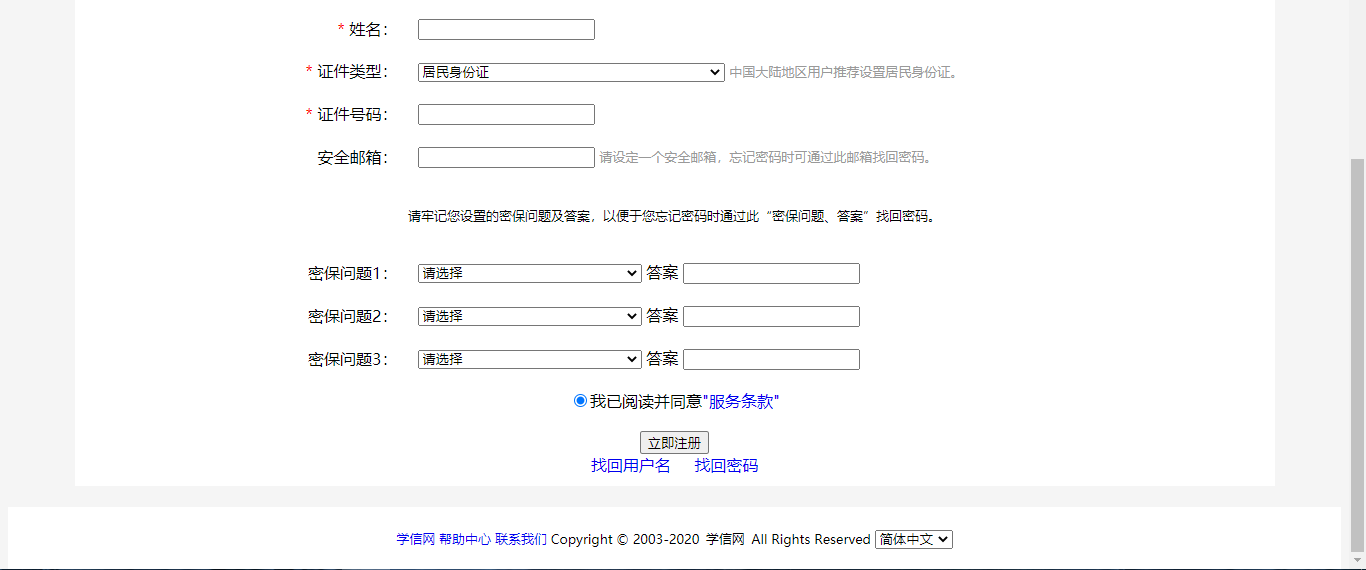 * 姓名：
* 证件类型： 居民身份证 中国大陆地区用户推荐设置居民身份证。
* 证件号码：
安全邮箱： 请设定一个安全邮箱，忘记密码时可通过此邮箱找回密码。
请牢记您设置的密保问题及答案，以便于您忘记密码时通过此“密保问题、答案”找回密码。
密保问题1： 请选择 答案
密保问题2： 请选择 答案
密保问题3： 请选择 答案
我已阅读并同意"服务条款"
立即注册
找回用户名 找回密码
学信网 帮助中心 联系我们 Copyright © 2003-2020 学信网 All Rights Reserved 简体中文